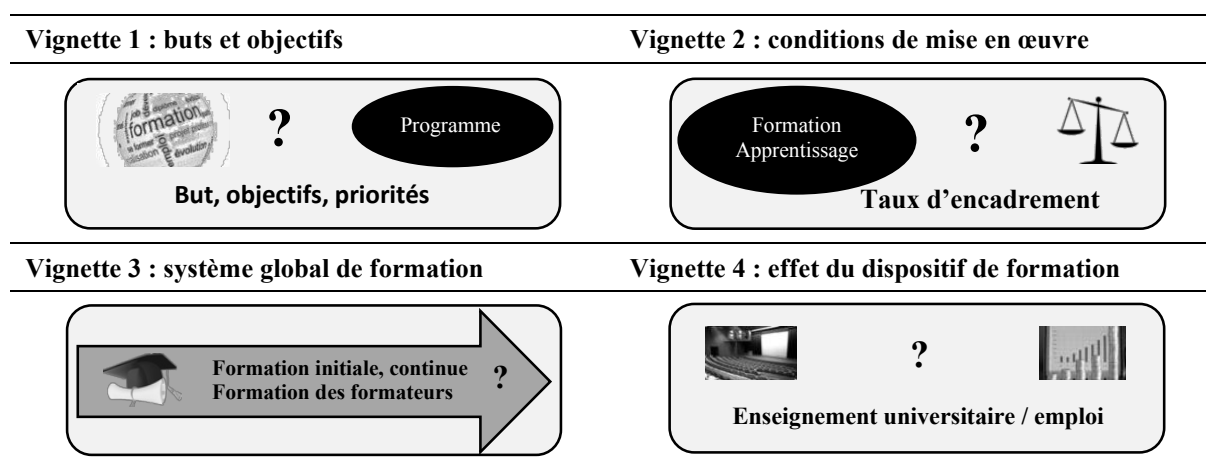 Vignette 1 : buts et objectifs
Vignette 2 : conditions de mise en œuvre
formation
évolution
?
Programme
But, objectifs, priorités
Formation
Apprentissage
?
Taux d'encadrement
Vignette 3 : système global de formation
Vignette 4 : effet du dispositif de formation
Formation initiale, continue
Formation des formateurs
?
?
Enseignement universitaire / emploi